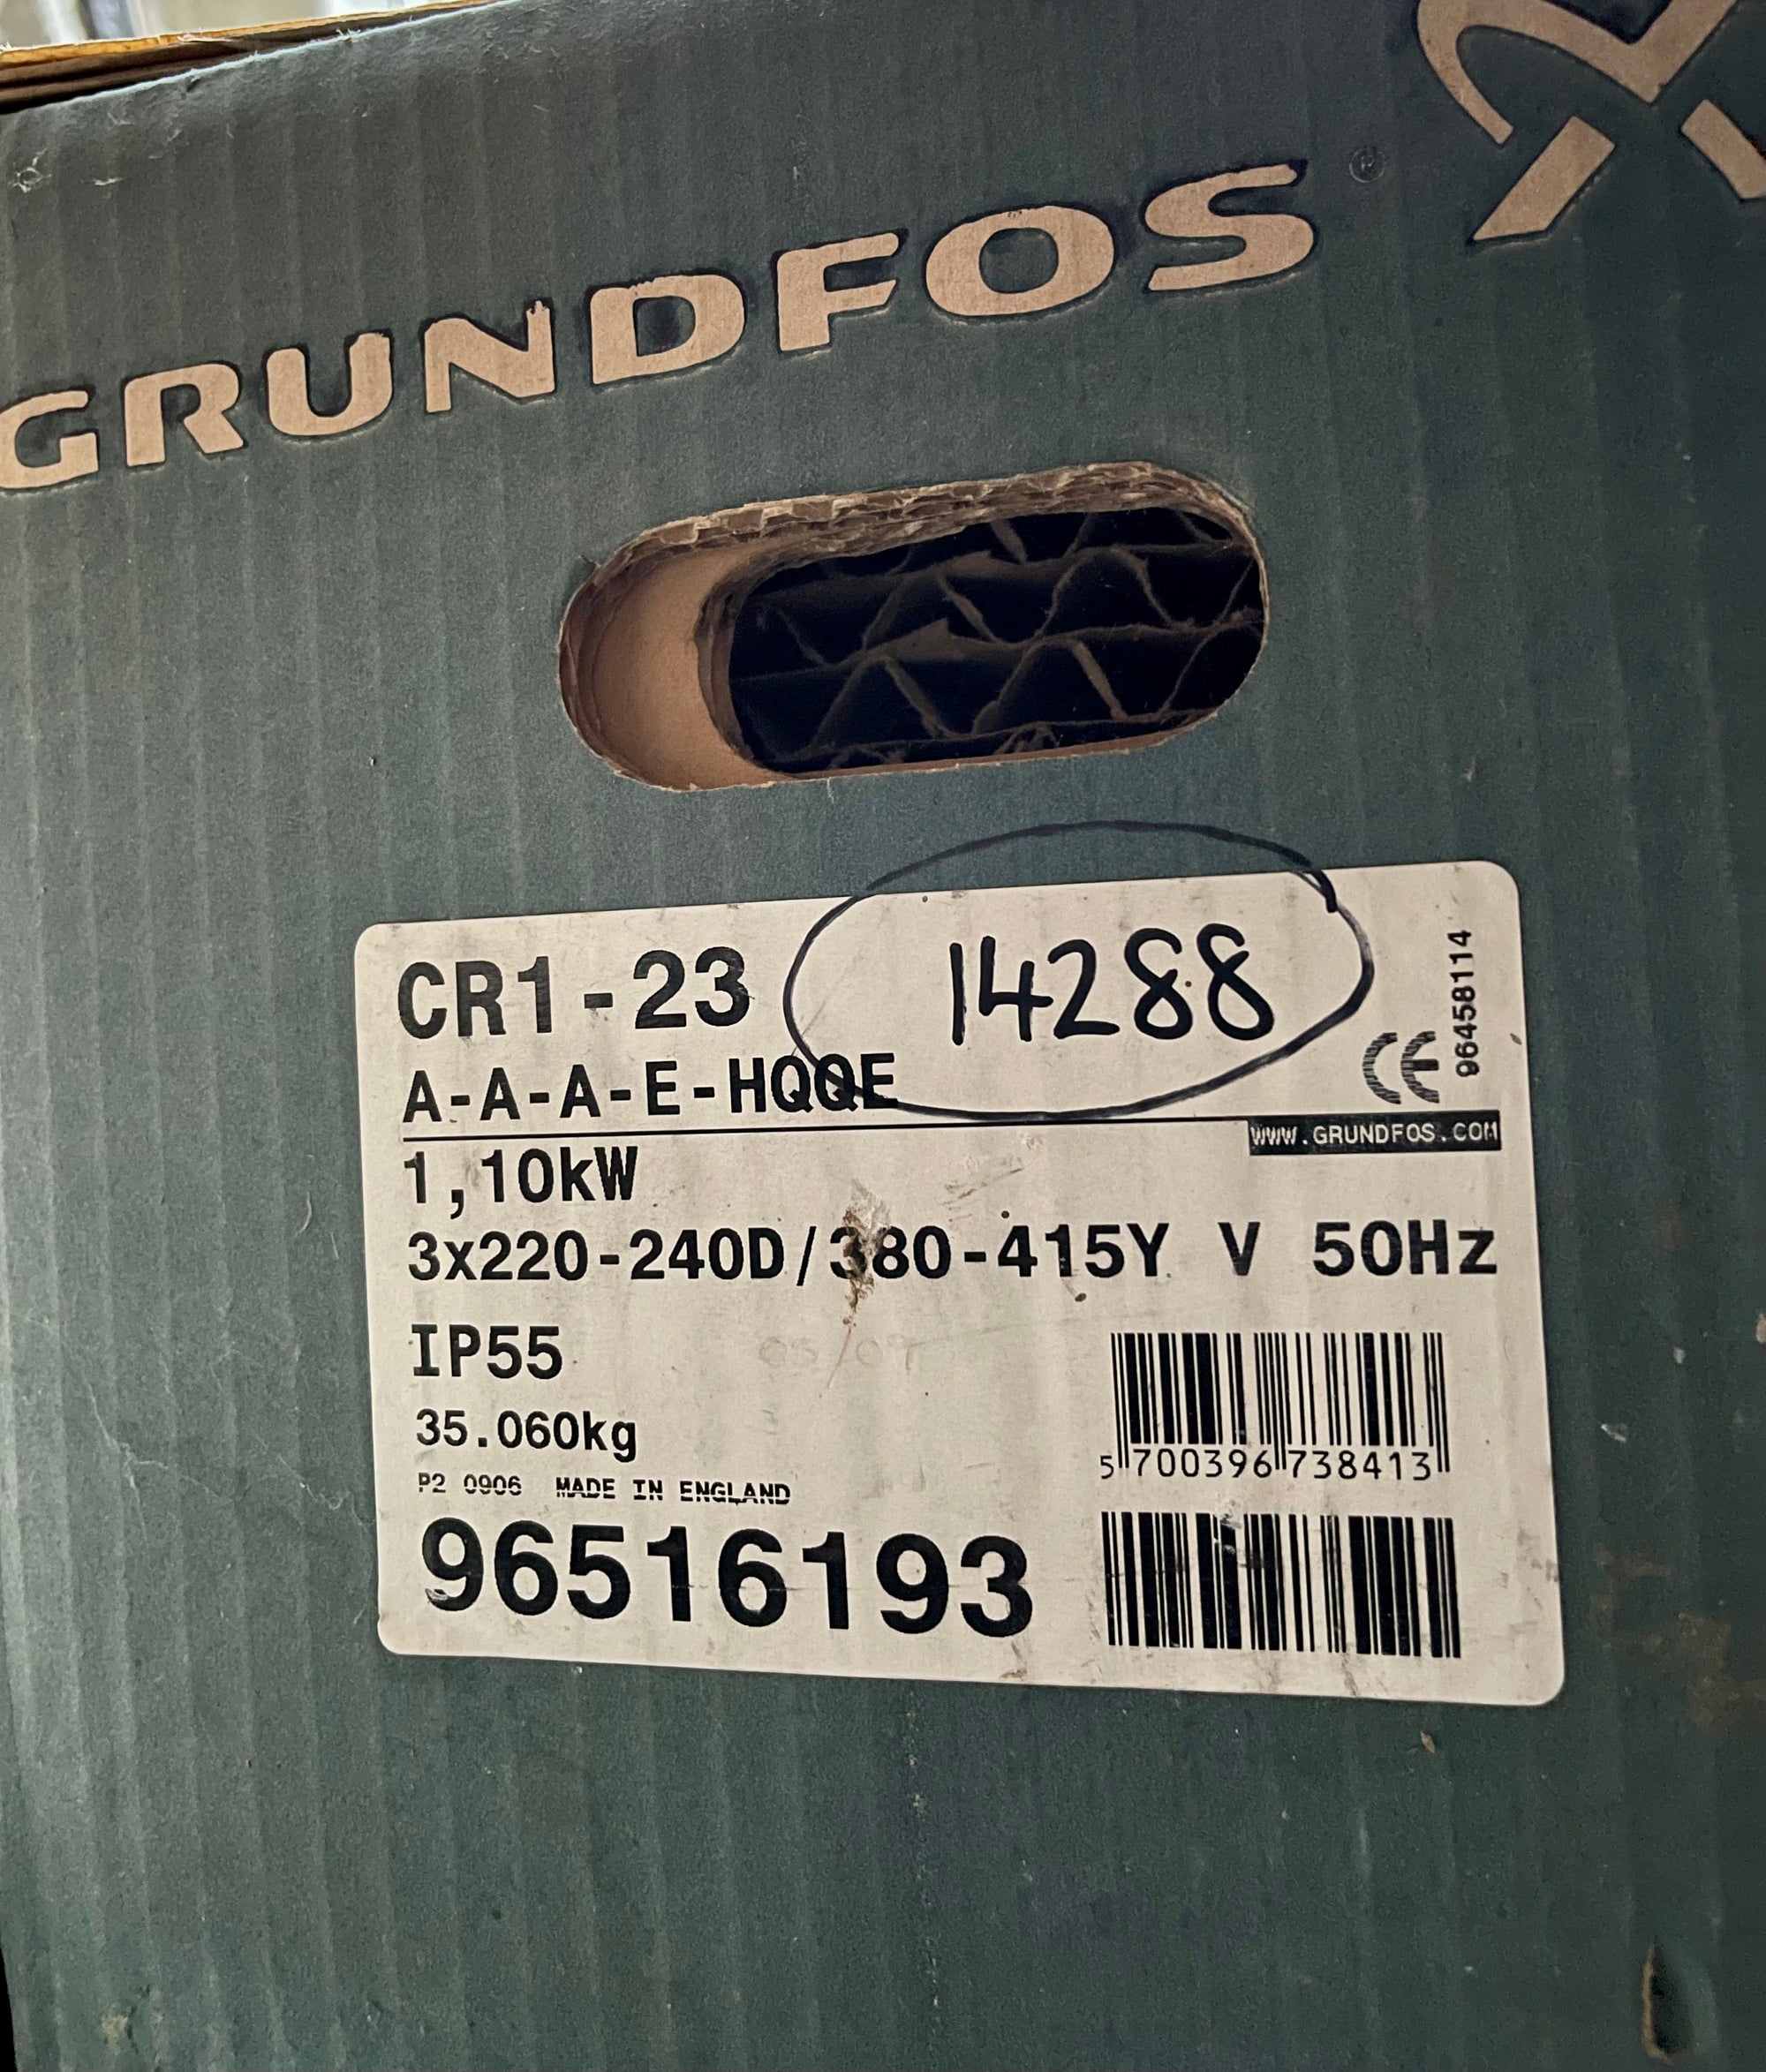 GRUNDFOS ®
CR1-23
14288
96458114
A-A-A-E-HQQE
CE
WWW.GRUNDFOS.COM
1,10kW
3x220-240D/380-415Y V 50Hz
IP55
35.060kg
5 700396 738413
P2 0906 MADE IN ENGLAND
96516193